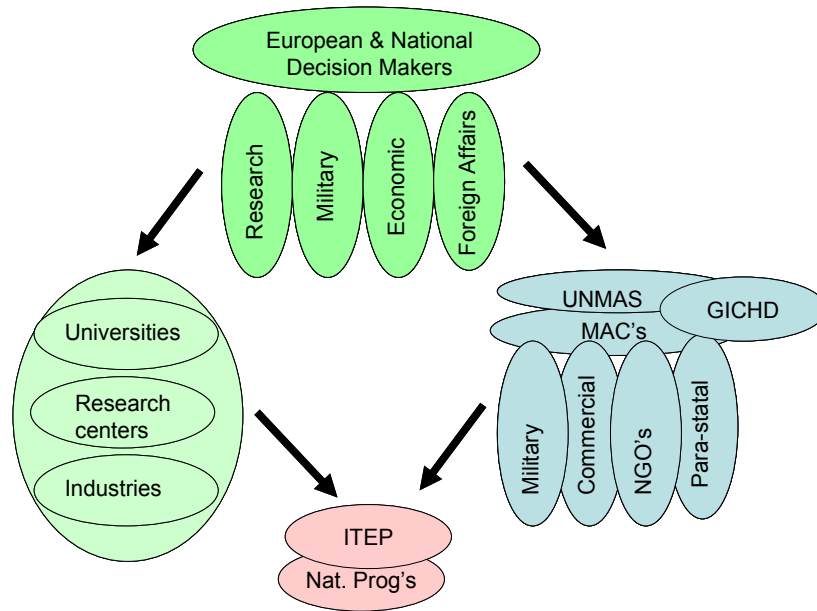 European & National
Decision Makers
Research
Military
Economic
Foreign Affairs
Universities
Research
centers
Industries
UNMAS
GICHD
MAC's
Military
Commercial
NGO's
Para-statal
ITEP
Nat. Prog's